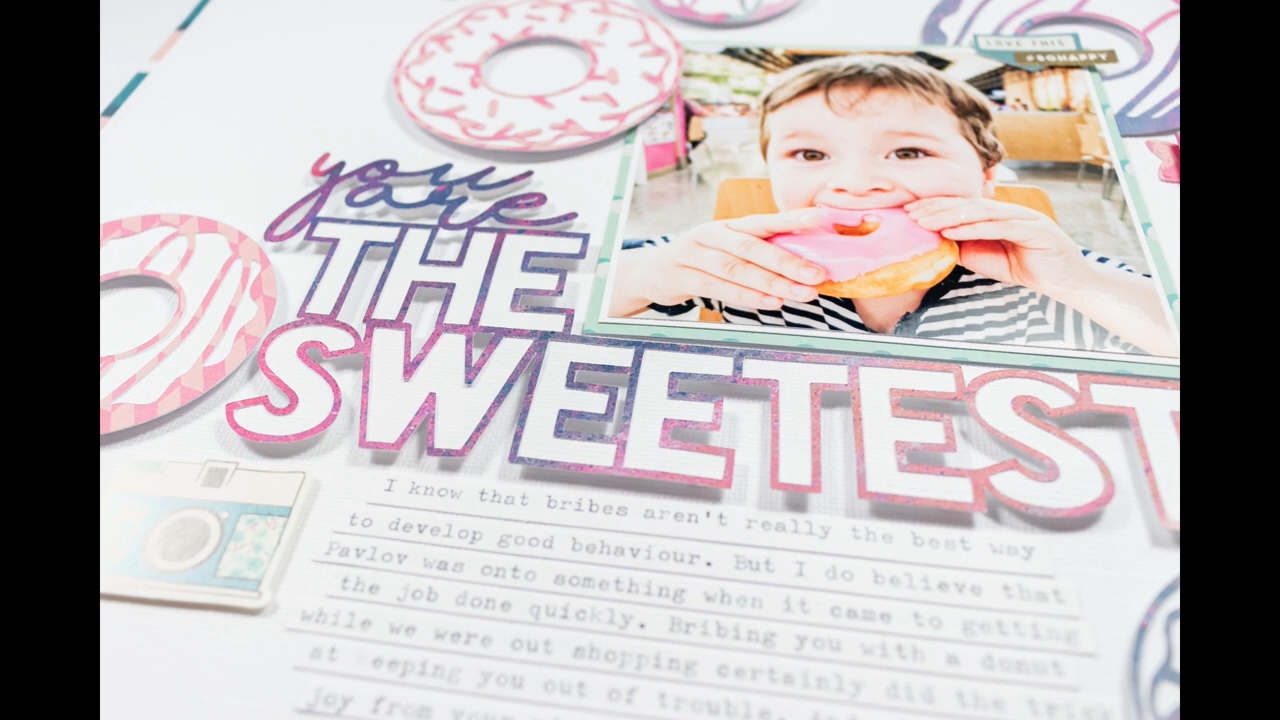 LOVE THIS
#SOHAPPY
you
are
THE
SWEETEST
I know that bribes aren't really the best way
to develop good behaviour. But I do believe that
Pavlov was onto something when it came to getting
the job done quickly. Bribing you with a donut
while we were out shopping certainly did the trick
at eeping you out of trouble.
joy from your